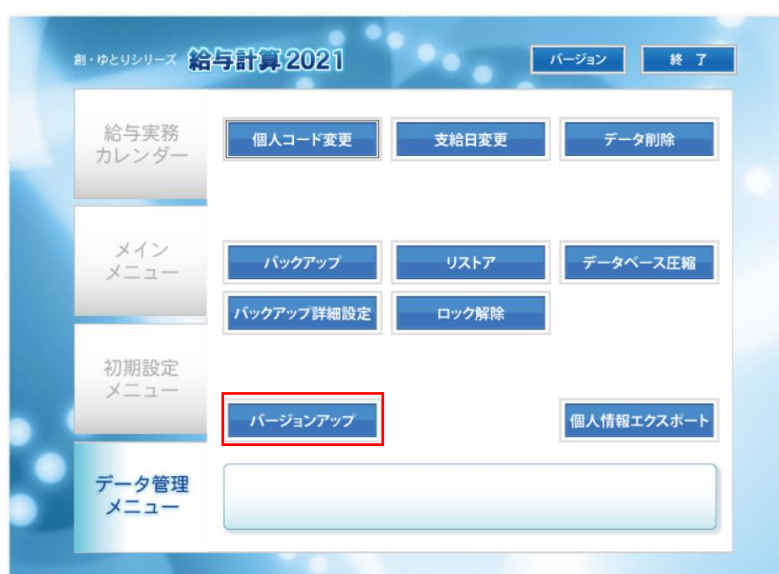 創・ゆとりシリーズ 給与計算2021
バージョン
終 了
給与実務
カレンダー
個人コード変更
支給日変更
データ削除
メイン
メニュー
バックアップ
リストア
データベース圧縮
バックアップ詳細設定
ロック解除
初期設定
メニュー
バージョンアップ
個人情報エクスポート
データ管理
メニュー